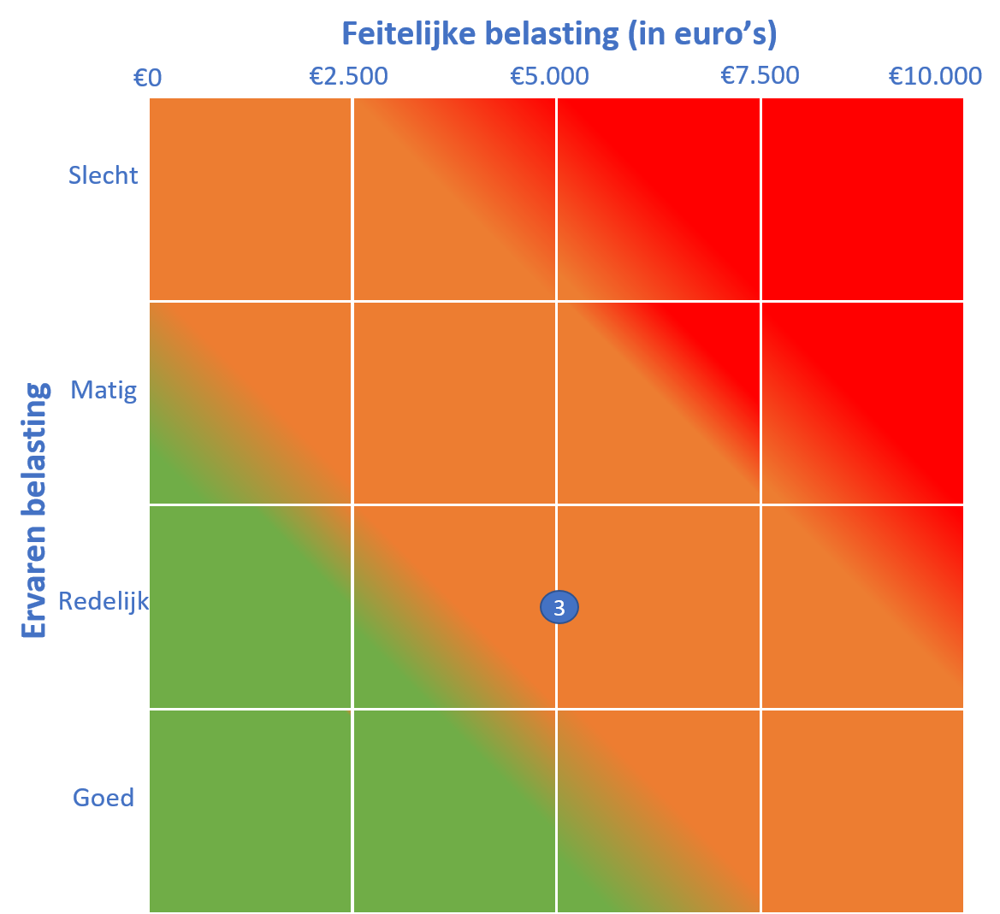 Feitelijke belasting (in euro’s)
€0
€2.500
€5.000
€7.500
€10.000
Slecht
Matig
Ervaren belasting
Redelijk
3
Goed